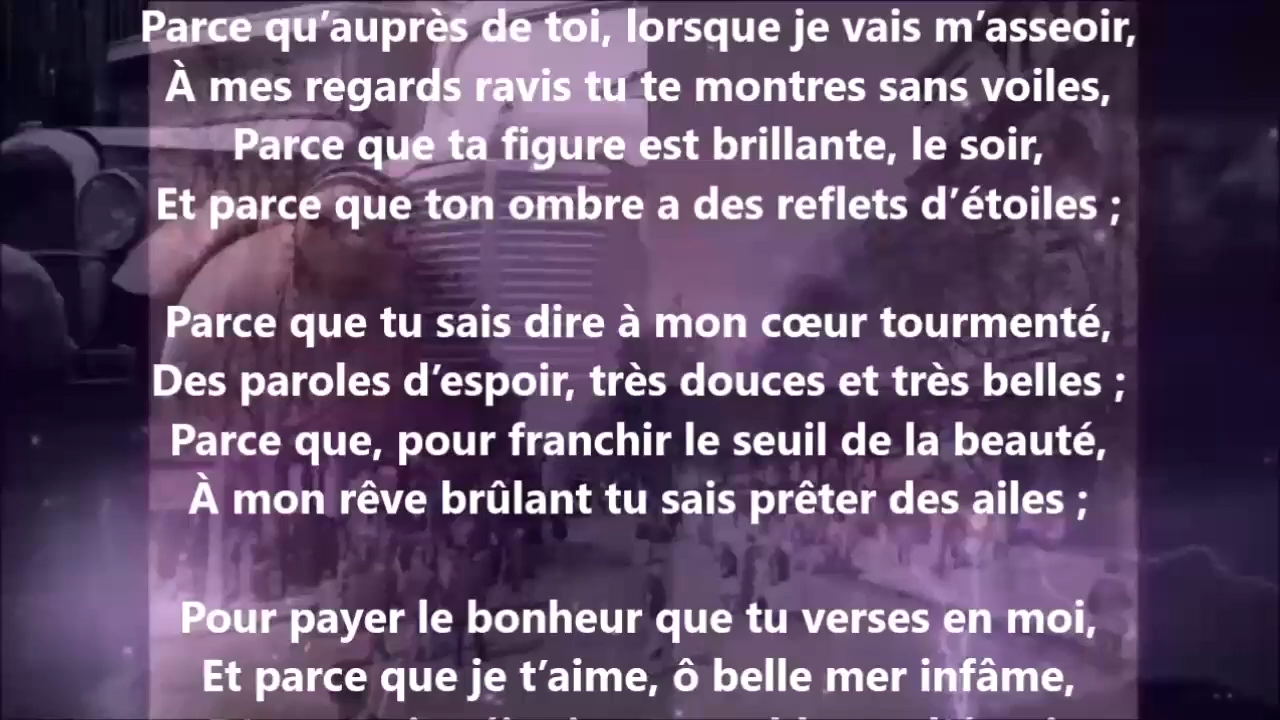 Parce qu’auprès de toi, lorsque je vais m’asseoir,
À mes regards ravis tu te montres sans voiles,
Parce que ta figure est brillante, le soir,
Et parce que ton ombre a des reflets d’étoiles ;
Parce que tu sais dire à mon cœur tourmenté,
Des paroles d’espoir, très douces et très belles ;
Parce que, pour franchir le seuil de la beauté,
À mon rêve brûlant tu sais prêter des ailes ;
Pour payer le bonheur que tu verses en moi,
Et parce que je t’aime, ô belle mer infâme,